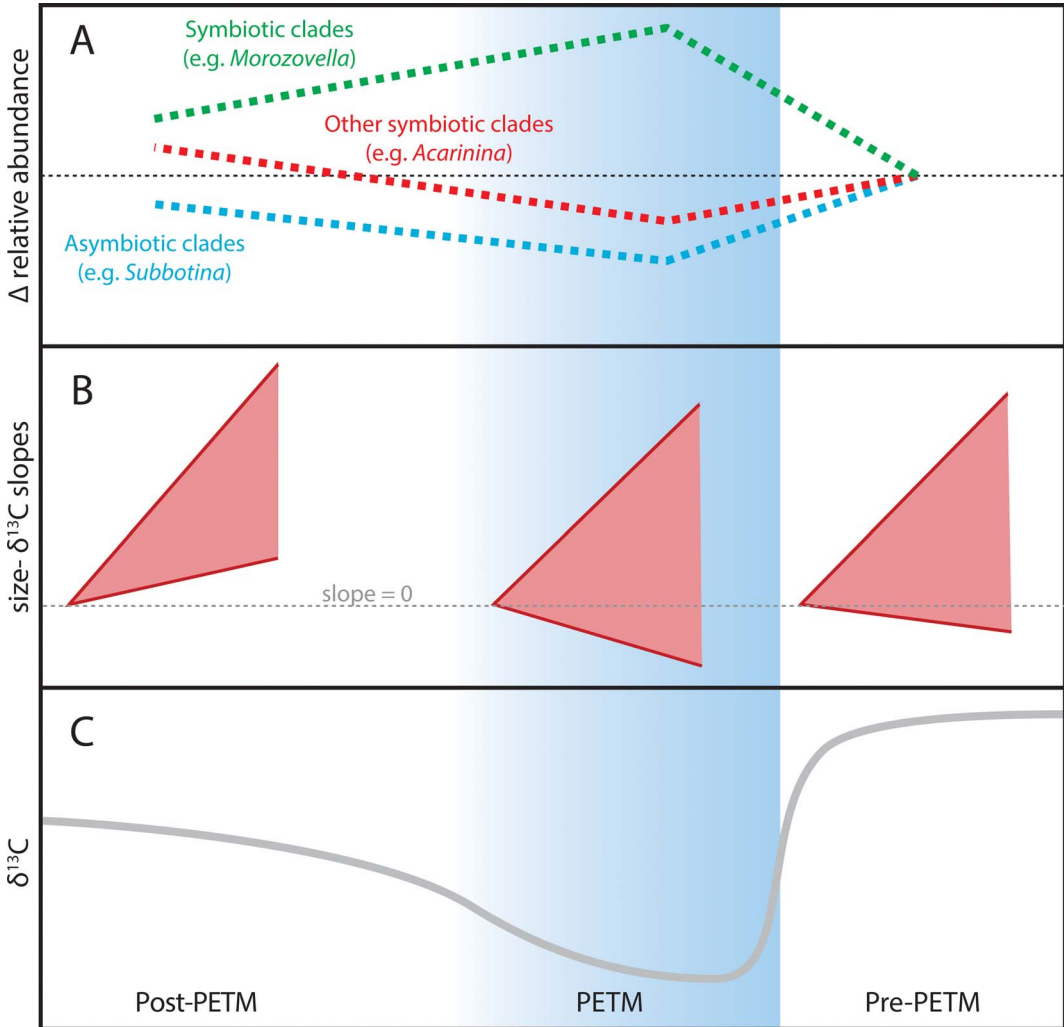 A
Symbiotic clades
(e.g. Morozovella)
Other symbiotic clades
(e.g. Acarinina)
Asymbiotic clades
(e.g. Subbotina)
Δ relative abundance
B
slope = 0
size- δ¹³C slopes
C
δ¹³C
Post-PETM
PETM
Pre-PETM